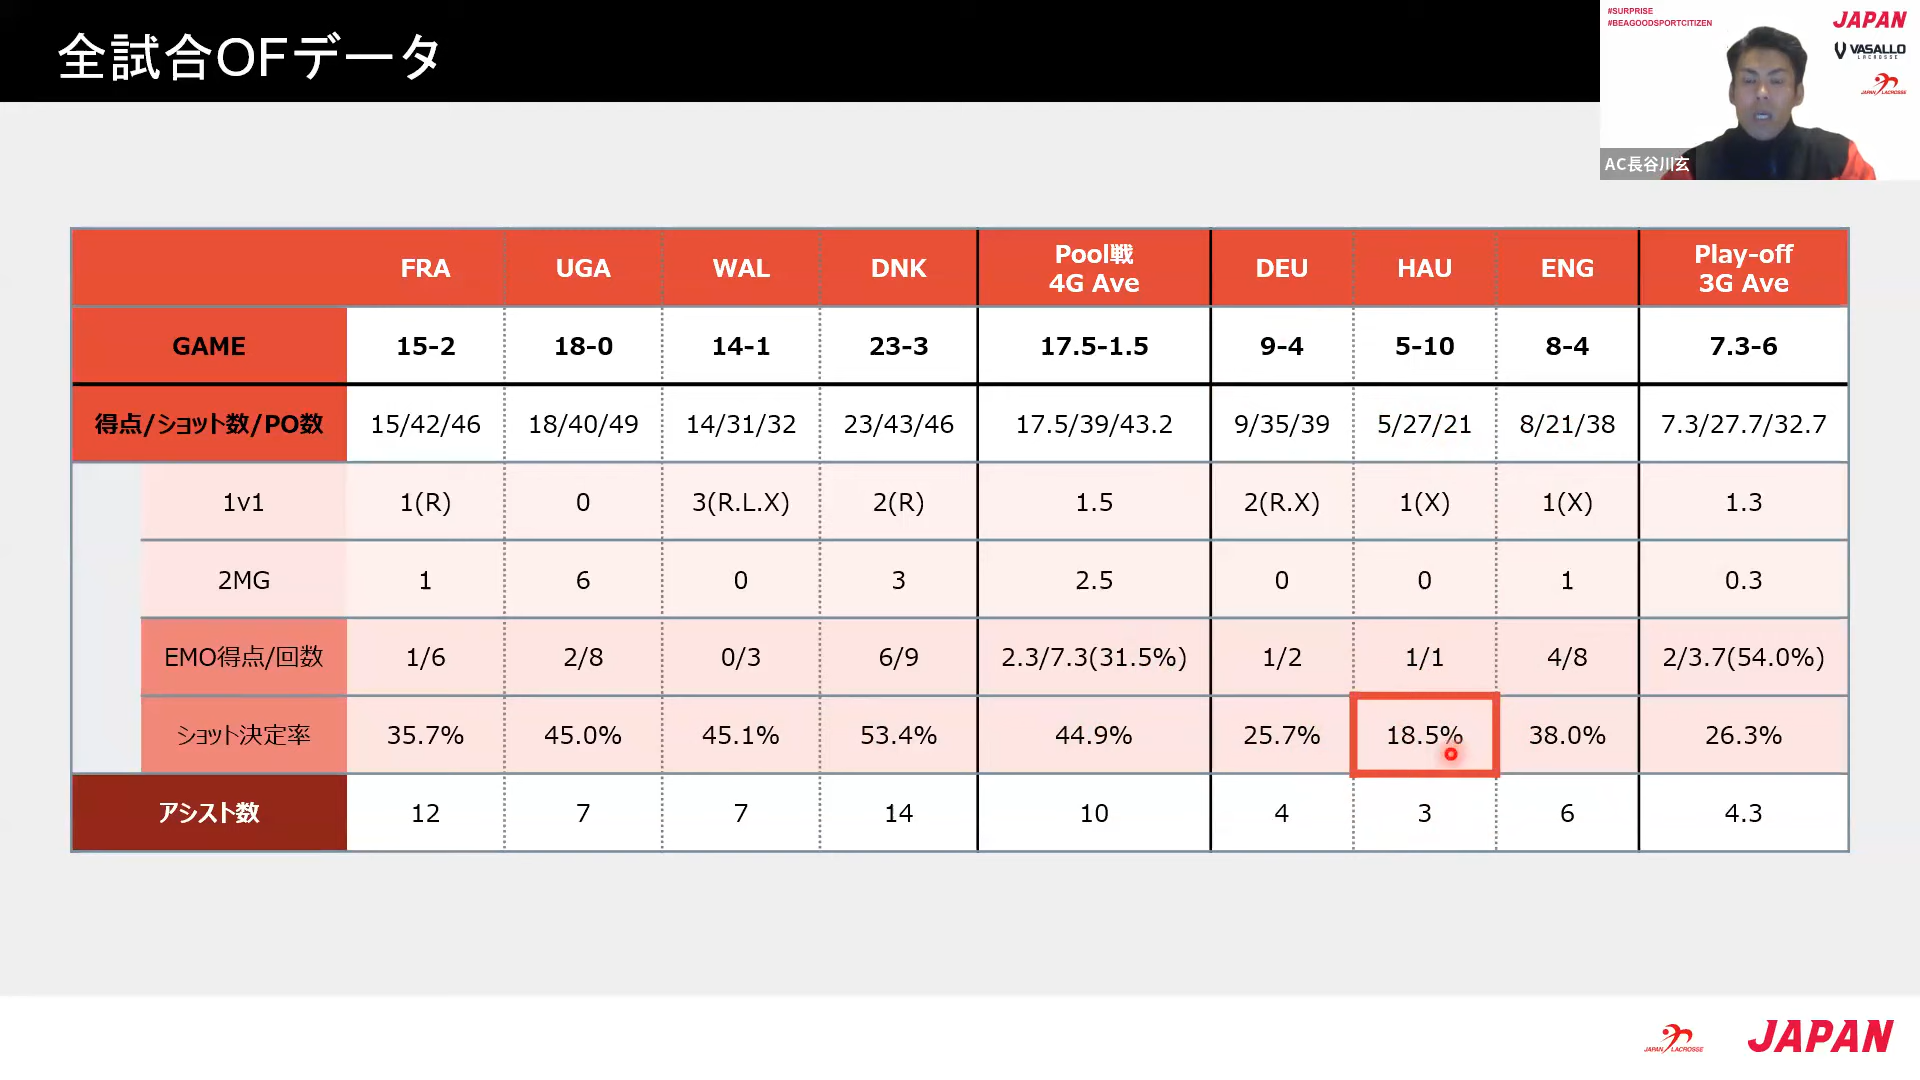 全試合OFデータ
#SURPRISE
#BEAGOODSPORTCITIZEN
JAPAN
VASALLO
LACROSSE
JAPAN LACROSSE
AC長谷川玄
FRA UGA WAL DNK Pool戦 4G Ave DEU HAU ENG Play-off 3G Ave
GAME 15-2 18-0 14-1 23-3 17.5-1.5 9-4 5-10 8-4 7.3-6
得点/ショット数/PO数 15/42/46 18/40/49 14/31/32 23/43/46 17.5/39/43.2 9/35/39 5/27/21 8/21/38 7.3/27.7/32.7
1v1 1(R) 0 3(R.L.X) 2(R) 1.5 2(R.X) 1(X) 1(X) 1.3
2MG 1 6 0 3 2.5 0 0 1 0.3
EMO得点/回数 1/6 2/8 0/3 6/9 2.3/7.3(31.5%) 1/2 1/1 4/8 2/3.7(54.0%)
ショット決定率 35.7% 45.0% 45.1% 53.4% 44.9% 25.7% 18.5% 38.0% 26.3%
アシスト数 12 7 7 14 10 4 3 6 4.3
JAPAN LACROSSE
JAPAN